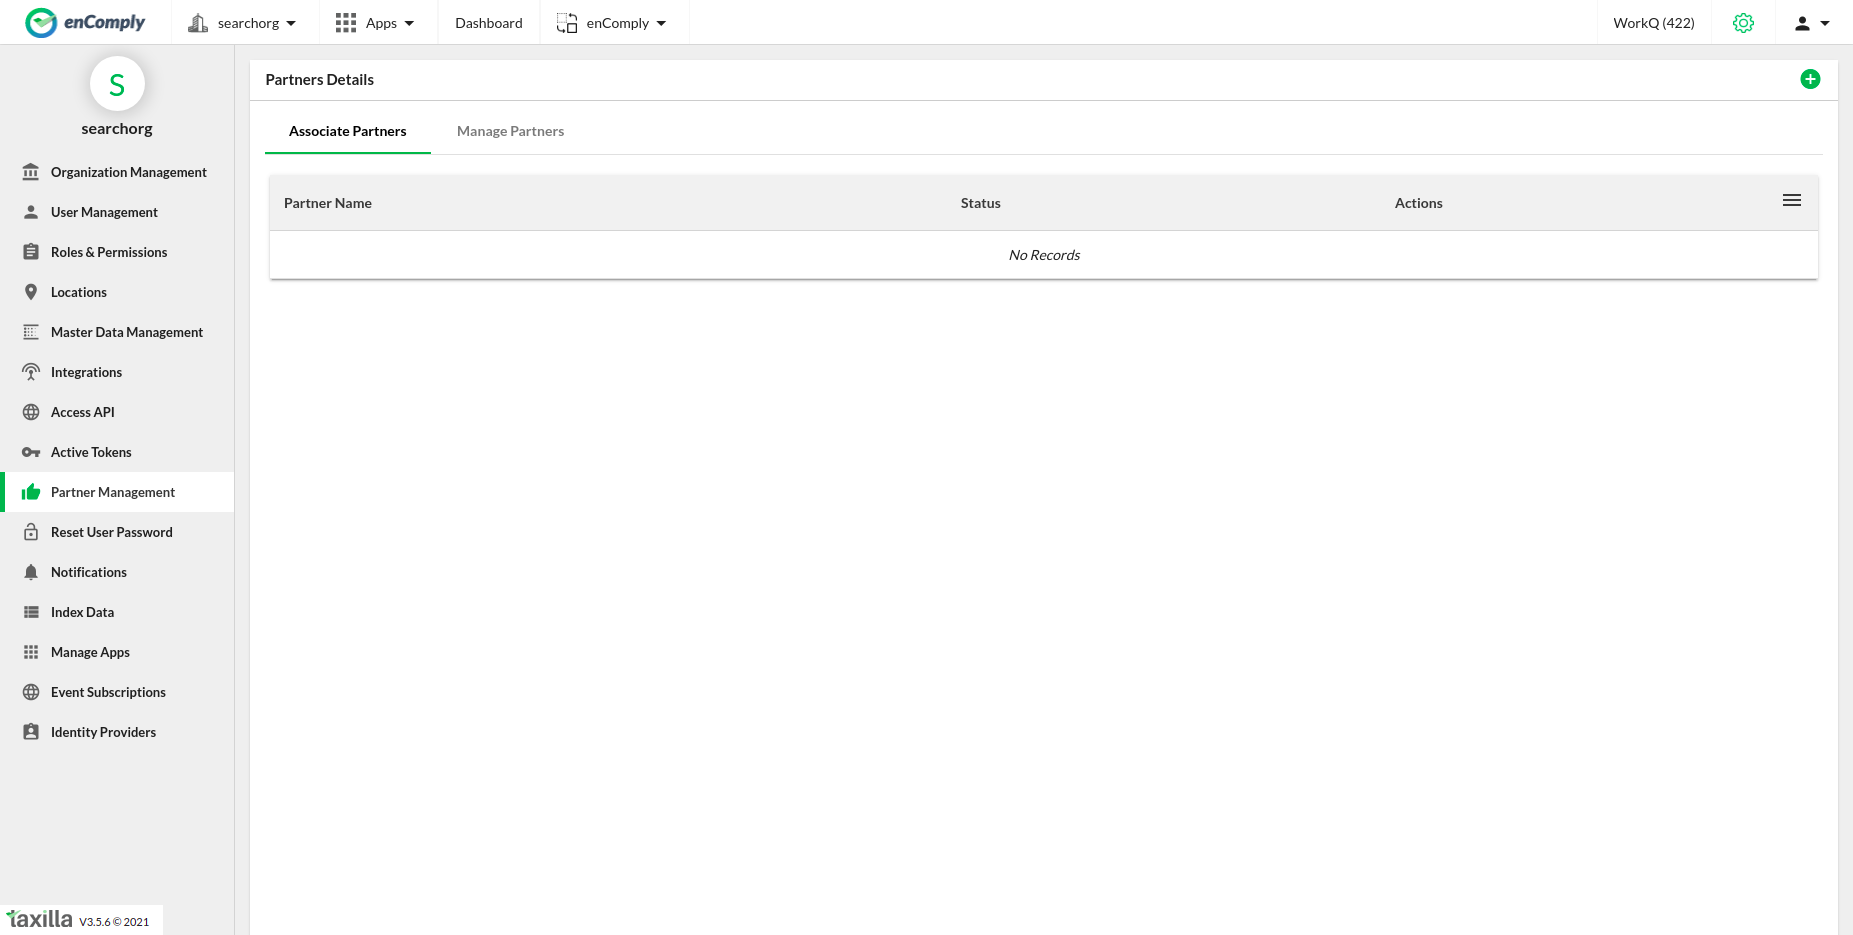 enComply
searchorg
Apps
Dashboard
enComply
WorkQ (422)
S
searchorg
Organization Management
User Management
Roles & Permissions
Locations
Master Data Management
Integrations
Access API
Active Tokens
Partner Management
Reset User Password
Notifications
Index Data
Manage Apps
Event Subscriptions
Identity Providers
taxilla V3.5.6 © 2021
Partners Details
Associate Partners Manage Partners
Partner Name Status Actions
No Records